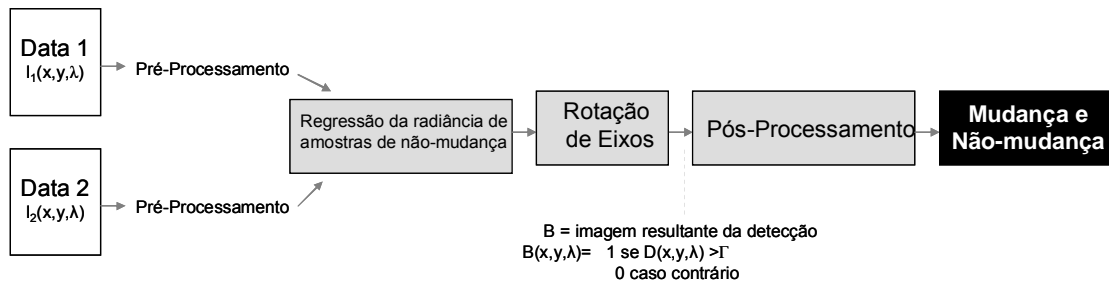 Data 1
I₁(x,y,λ)
Pré-Processamento
Data 2
I₂(x,y,λ)
Pré-Processamento
Regressão da radiância de
amostras de não-mudança
Rotação
de Eixos
Pós-Processamento
Mudança e
Não-mudança
B = imagem resultante da detecção
B(x,y,λ)= 1 se D(x,y,λ) >Γ
0 caso contrário